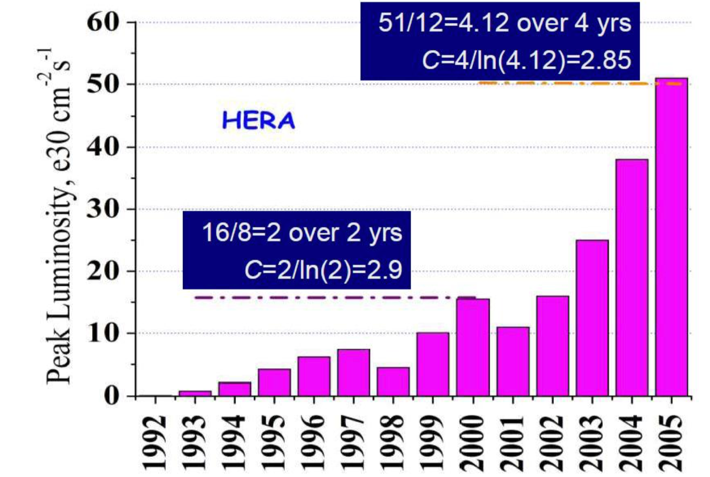 60
51/12=4.12 over 4 yrs
C=4/ln(4.12)=2.85
50
HERA
40
30
16/8=2 over 2 yrs
C=2/ln(2)=2.9
20
10
0
Peak Luminosity, e30 cm⁻²s⁻¹
1992 1993 1994 1995 1996 1997 1998 1999 2000 2001 2002 2003 2004 2005